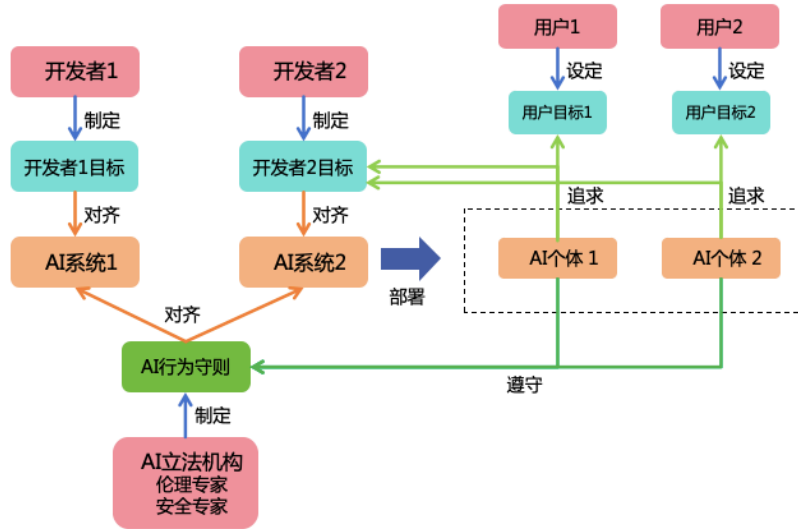 用户1
用户2
开发者1
开发者2
设定
设定
制定
制定
用户目标1
用户目标2
开发者1目标
开发者2目标
追求
追求
对齐
对齐
AI系统1
AI系统2
AI个体 1
AI个体 2
部署
对齐
AI行为守则
遵守
制定
AI立法机构
伦理专家
安全专家